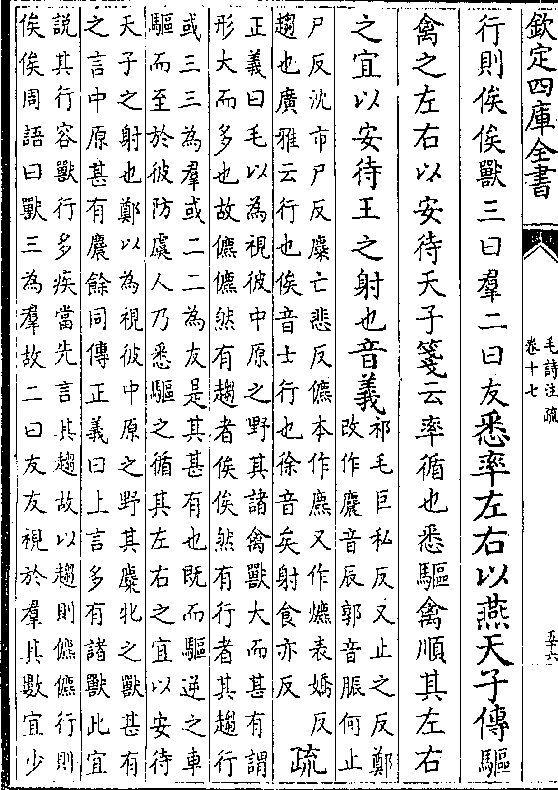 欽定四庫全書
毛詩注疏
卷十七
五十六
行則俟俟獸三曰羣二曰友悉率左右以燕天子傳驅
禽之左右以安待天子箋云率循也悉驅禽順其左右
之宜以安待王之射也音義
祁毛巨私反又止之反鄭
改作麎音辰郭音脤何止
尸反沈市尸反麋亡悲反儦本作麃又作爊表嬌反
趨也廣雅云行也俟音士行也徐音矣射食亦反
疏
正義曰毛以為視彼中原之野其諸禽獸大而甚有謂
形大而多也故儦儦然有趨者俟俟然有行者其趨行
或三三為羣或二二為友是其甚有也既而驅逆之車
驅而至於彼防虞人乃悉驅之循其左右之宜以安待
天子之射也鄭以為視彼中原之野其麋牝之獸甚有
之言中原甚有麎餘同傳正義曰上言多有諸獸此宜
說其行容獸行多疾當先言其趨故以趨則儦儦行則
俟俟周語曰獸三為羣故二曰友友視於羣其數宜少